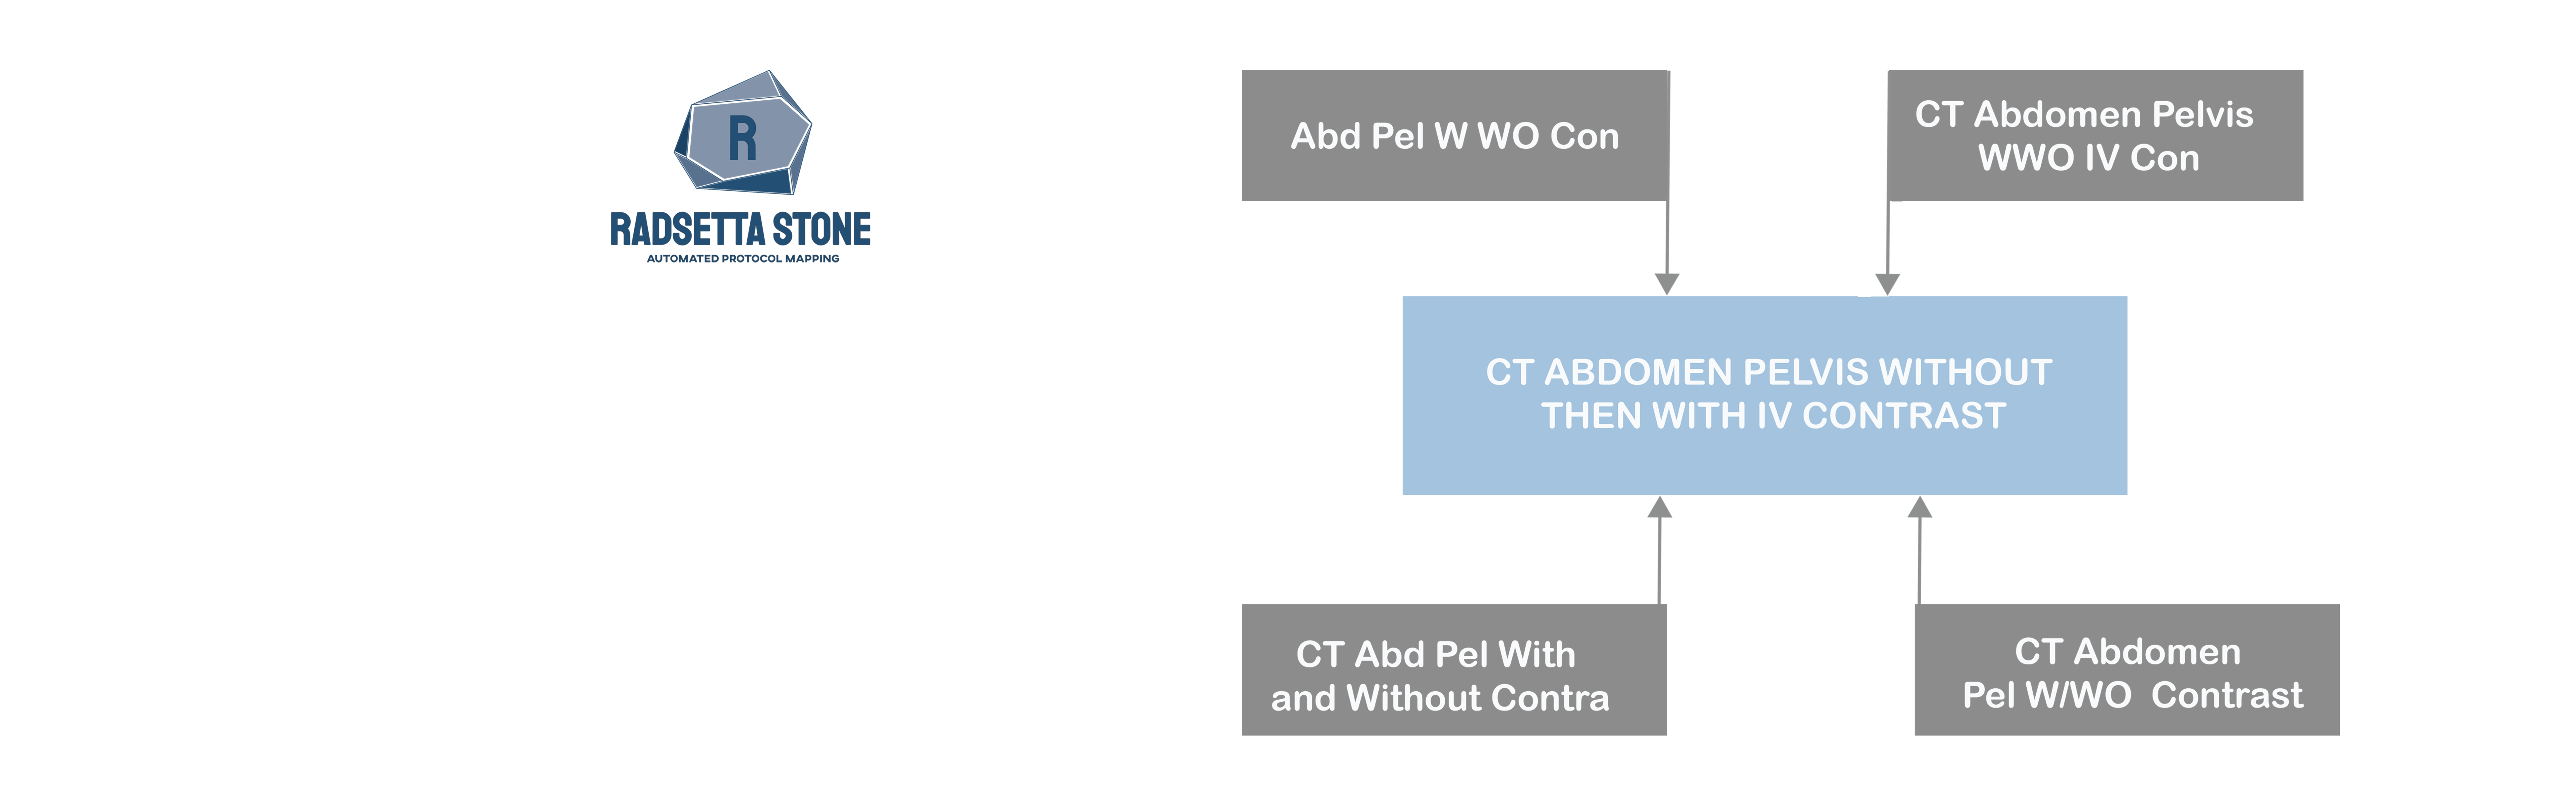 R
RADSETTA STONE
AUTOMATED PROTOCOL MAPPING
Abd Pel W WO Con
CT Abdomen Pelvis
WWO IV Con
CT ABDOMEN PELVIS WITHOUT
THEN WITH IV CONTRAST
CT Abd Pel With
and Without Contra
CT Abdomen
Pel W/WO  Contrast